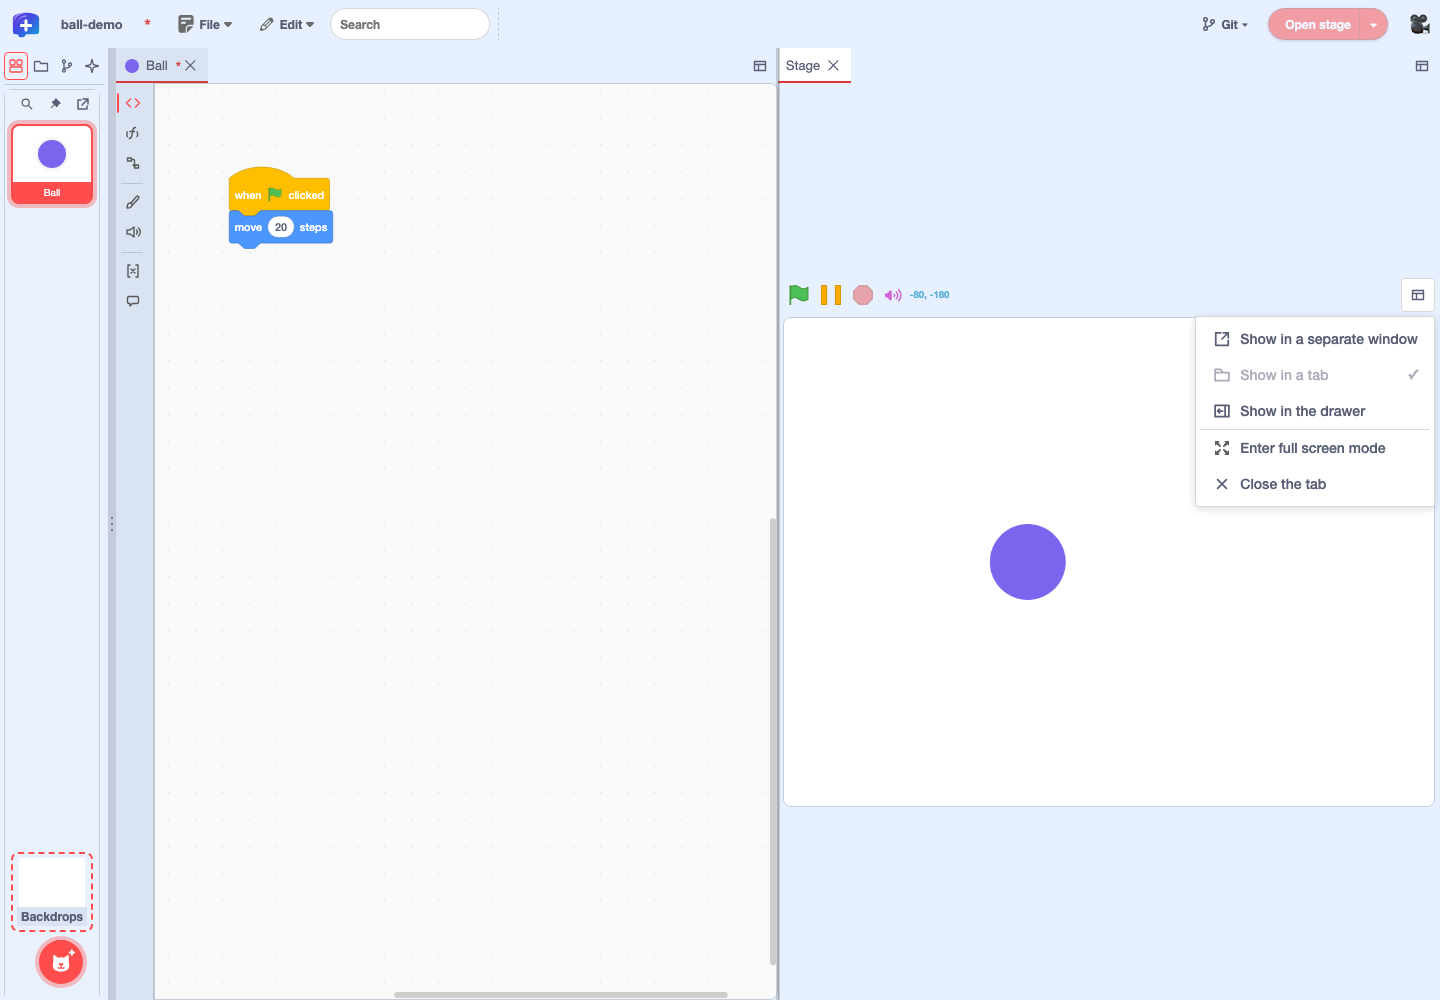 ball-demo *
File
Edit
Search
Git
Open stage
Ball *
Stage
Ball
when clicked
move 20 steps
-80, -180
Show in a separate window
Show in a tab
Show in the drawer
Enter full screen mode
Close the tab
Backdrops